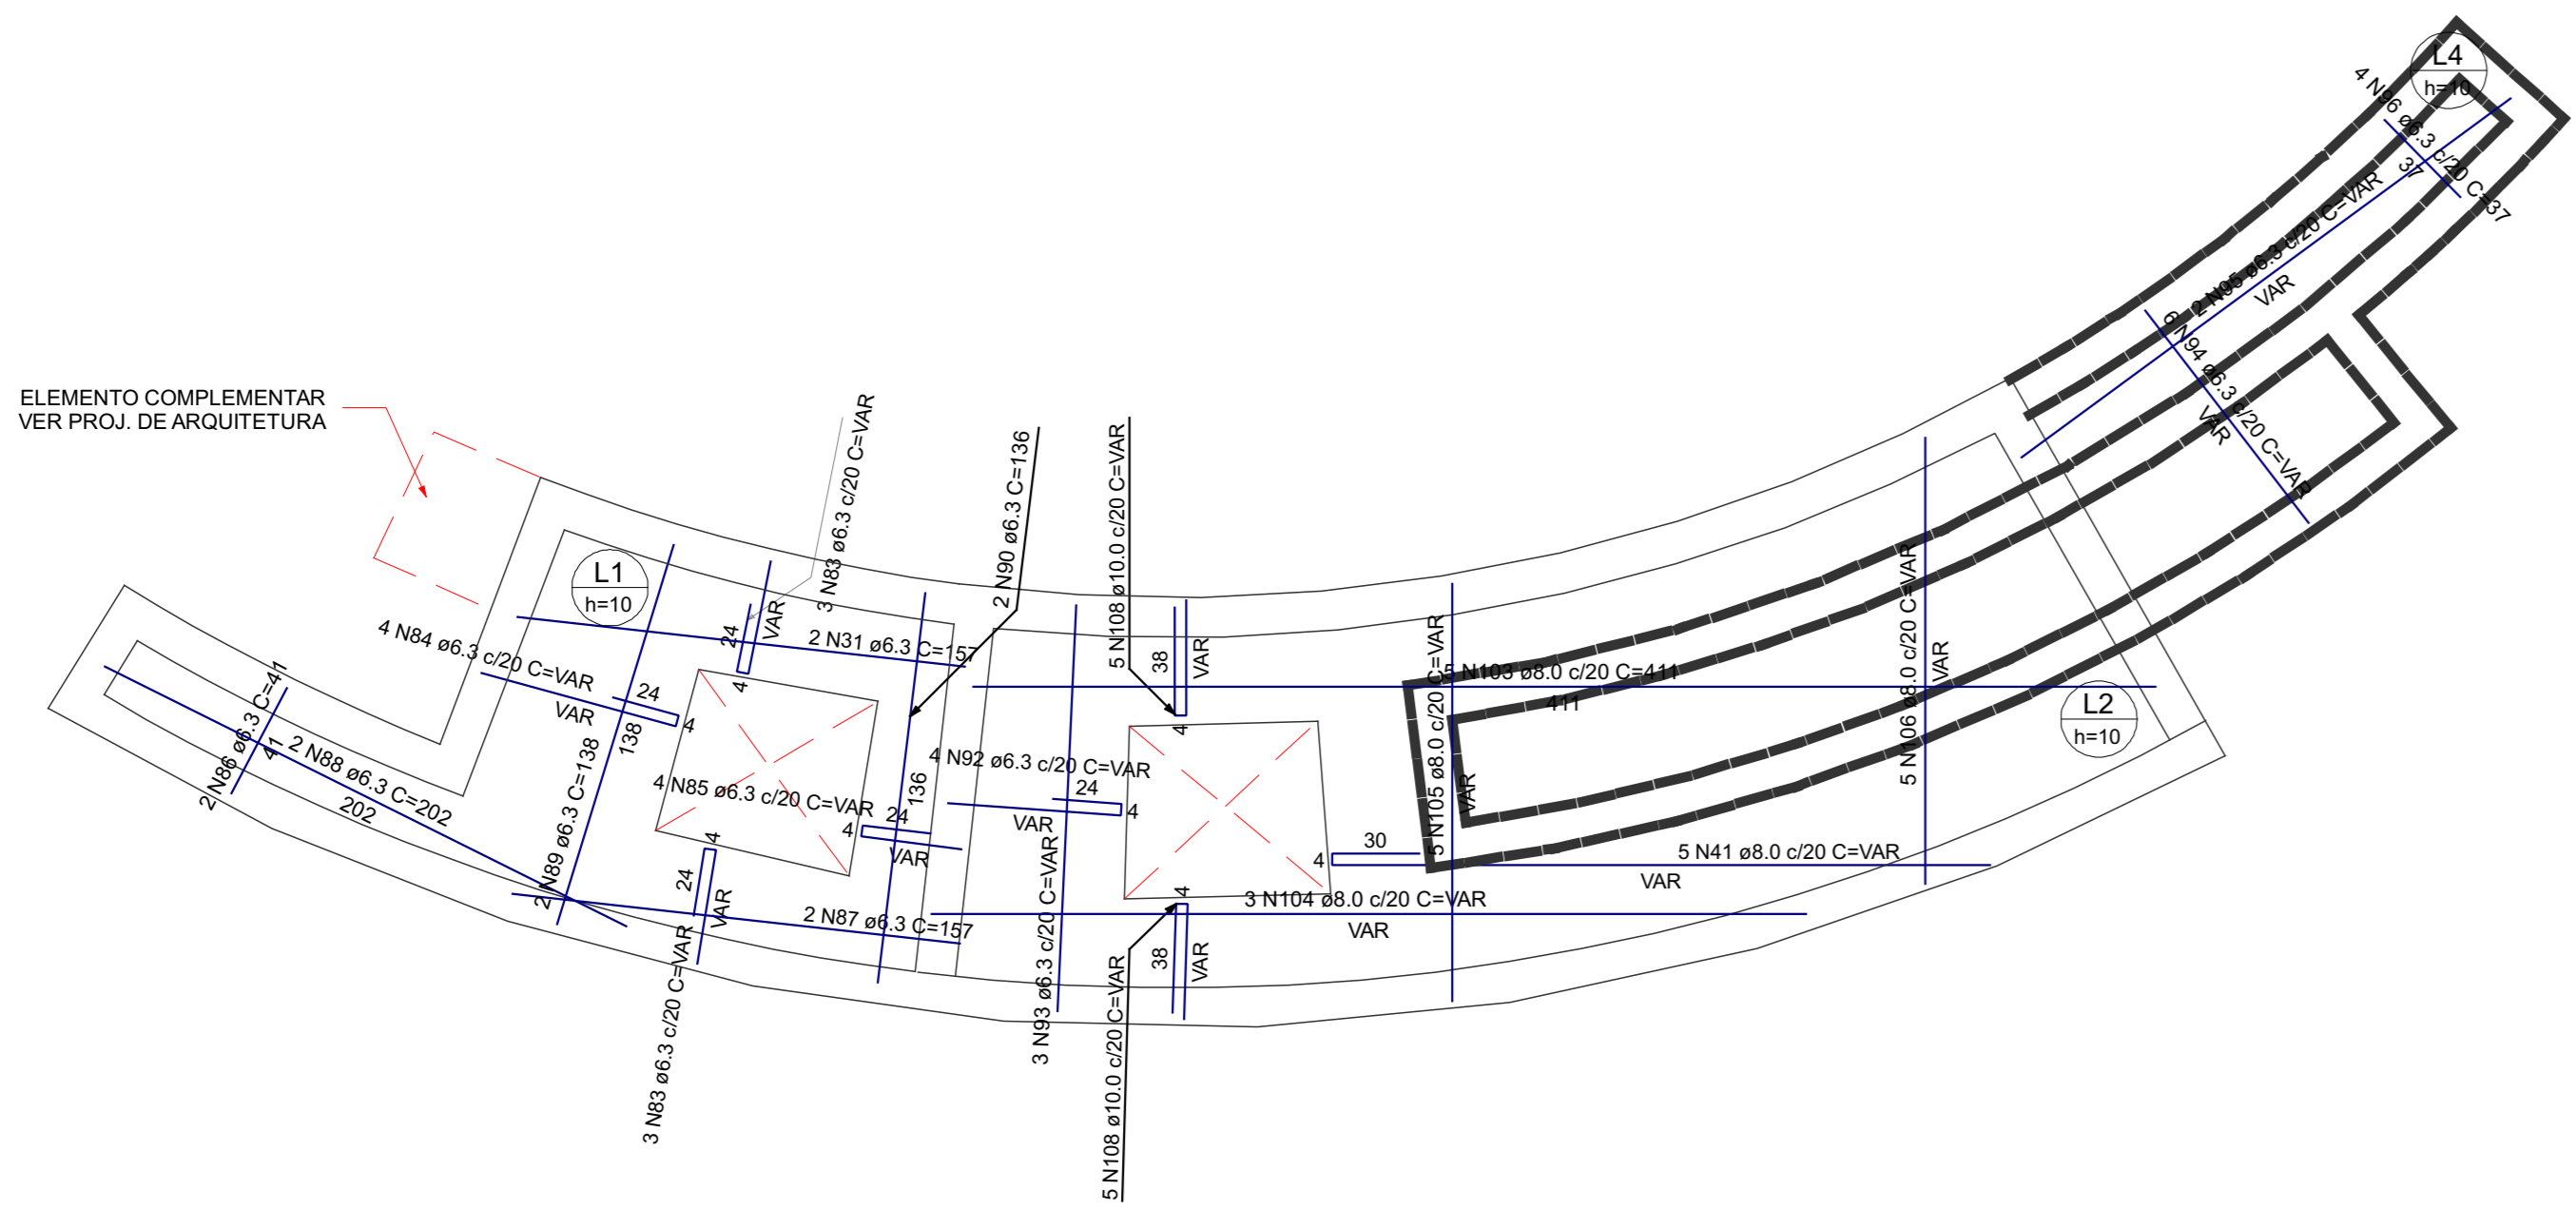 L4
h=10
4 N96 ø6.3 c/20 C=37
37
2 N95 ø6.3 c/20 C=VAR
VAR
6 N94 ø6.3 c/20 C=VAR
VAR
ELEMENTO COMPLEMENTAR
VER PROJ. DE ARQUITETURA
3 N83 ø6.3 c/20 C=VAR
24
VAR
4
2 N90 ø6.3 C=136
136
5 N108 ø10.0 c/20 C=VAR
38
VAR
4
L1
h=10
4 N84 ø6.3 c/20 C=VAR
24
VAR
4
2 N31 ø6.3 C=157
2 N86 ø6.3 C=41
41
2 N88 ø6.3 C=202
202
2 N89 ø6.3 C=138
138
4 N85 ø6.3 c/20 C=VAR
24
4
VAR
4 N92 ø6.3 c/20 C=VAR
24
4
VAR
5 N103 ø8.0 c/20 C=411
411
5 N105 ø8.0 c/20 C=VAR
VAR
5 N106 ø8.0 c/20 C=VAR
VAR
L2
h=10
30
4
5 N41 ø8.0 c/20 C=VAR
VAR
3 N104 ø8.0 c/20 C=VAR
VAR
4
24
VAR
3 N83 ø6.3 c/20 C=VAR
2 N87 ø6.3 C=157
3 N93 ø6.3 c/20 C=VAR
4
38
VAR
5 N108 ø10.0 c/20 C=VAR